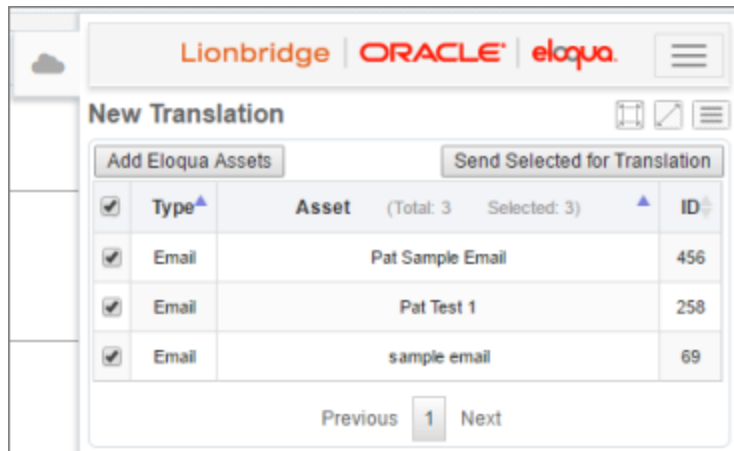 Lionbridge | ORACLE | eloqua.
New Translation
Add Eloqua Assets Send Selected for Translation
Type Asset (Total: 3 Selected: 3) ID
Email Pat Sample Email 456
Email Pat Test 1 258
Email sample email 69
Previous 1 Next